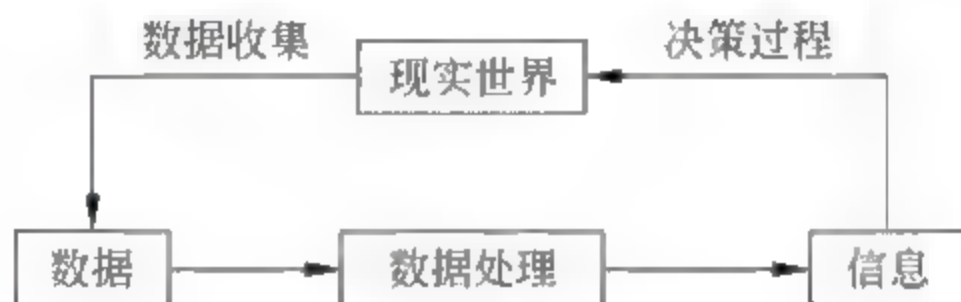 数据收集
决策过程
现实世界
数据
数据处理
信息